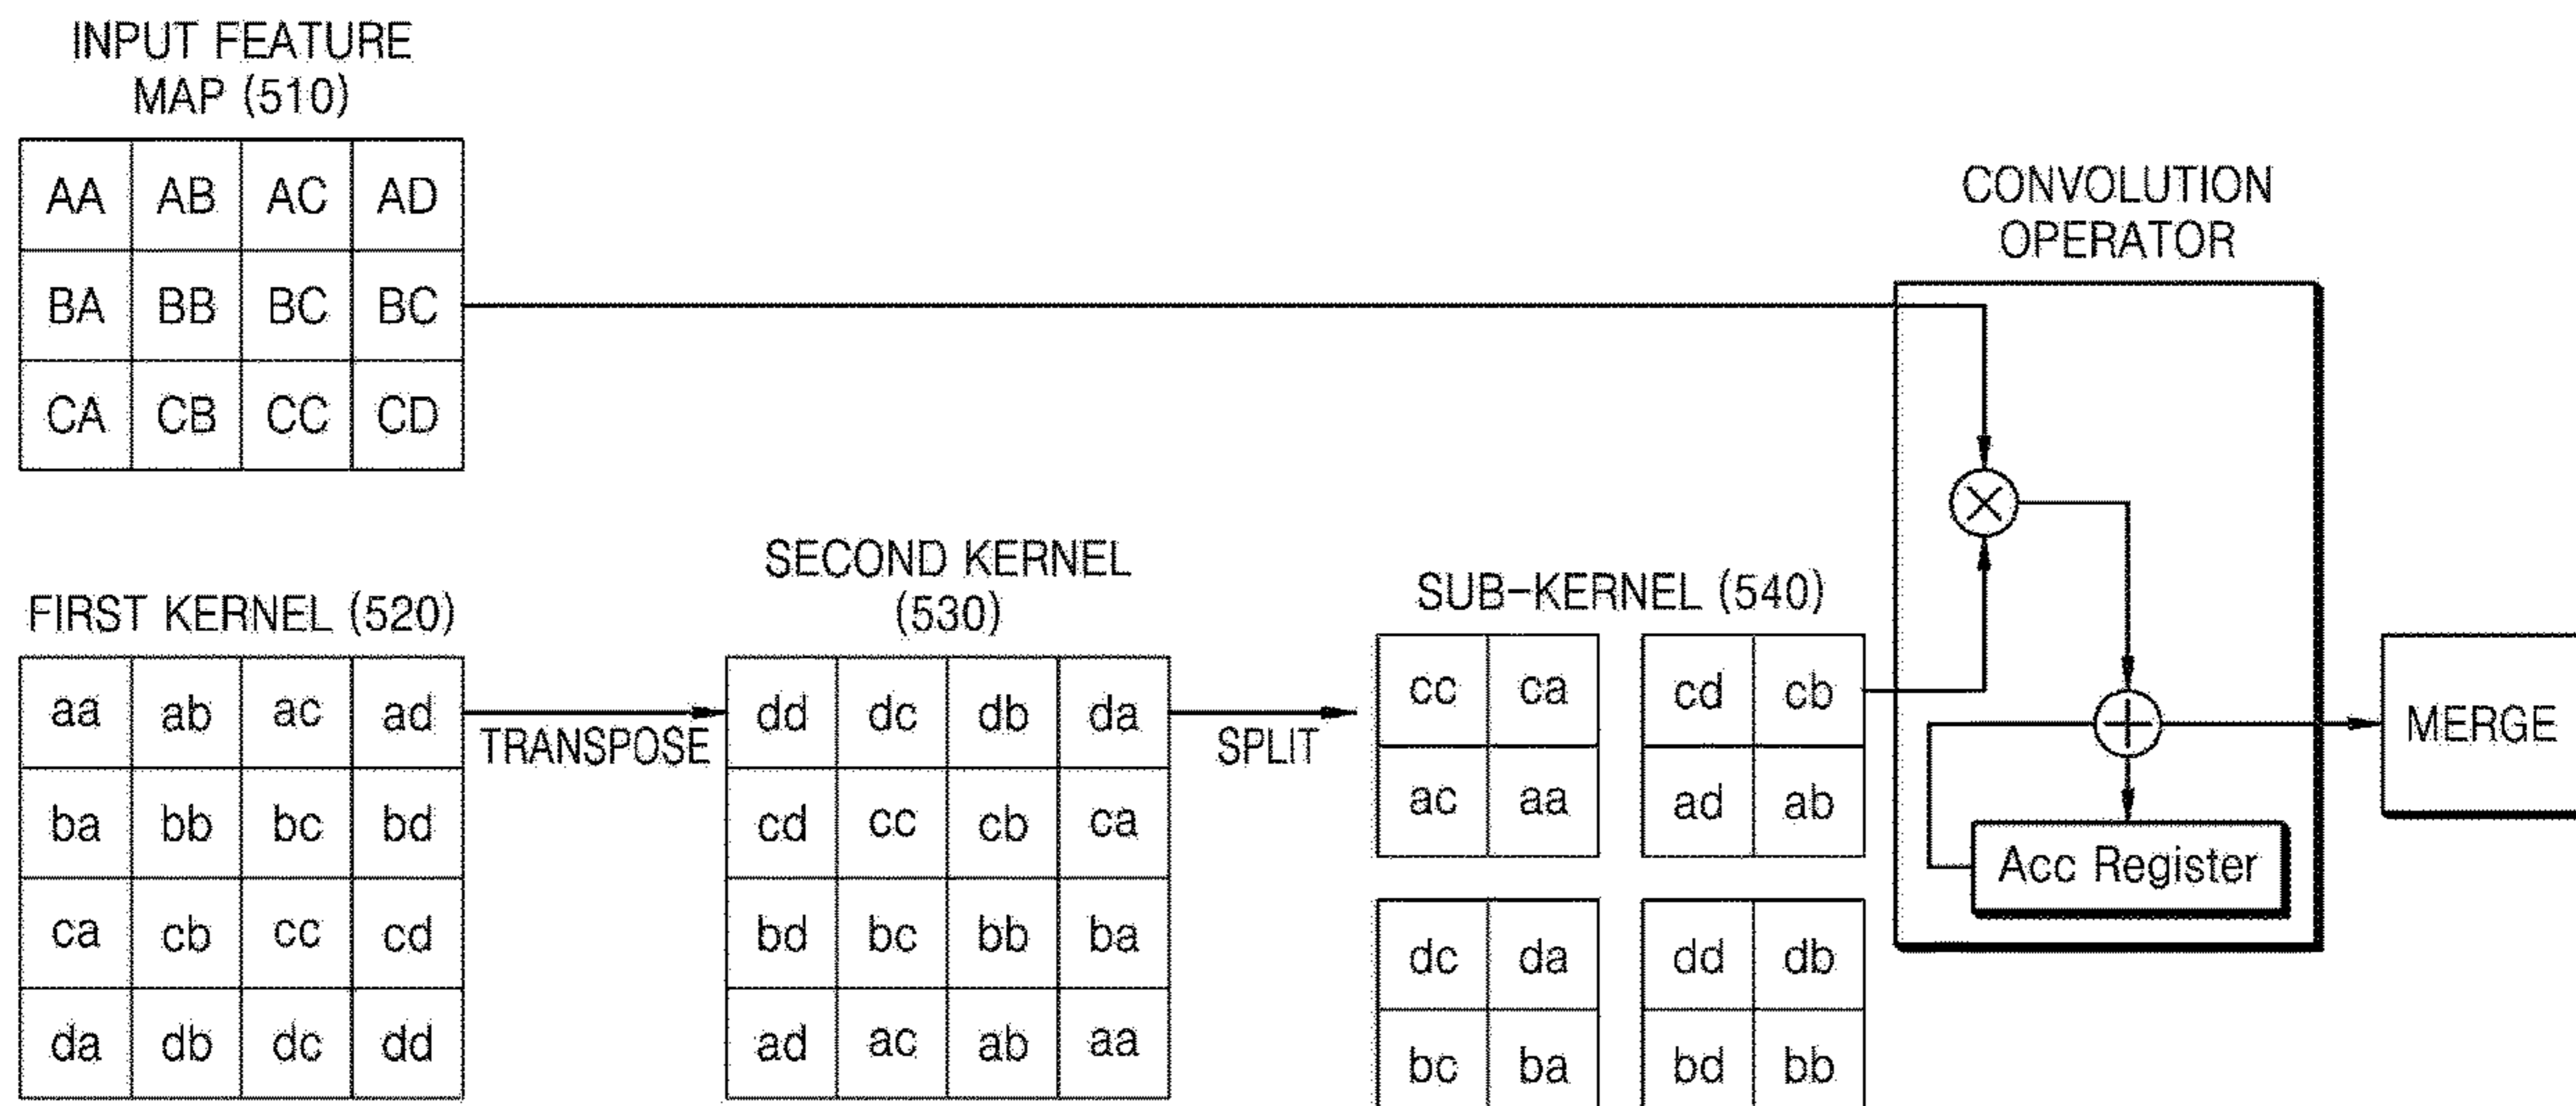 INPUT FEATURE
MAP (510)
AA AB AC AD
BA BB BC BC
CA CB CC CD
CONVOLUTION
OPERATOR
FIRST KERNEL (520)
aa ab ac ad
ba bb bc bd
ca cb cc cd
da db dc dd
TRANSPOSE
SECOND KERNEL
(530)
dd dc db da
cd cc cb ca
bd bc bb ba
ad ac ab aa
SPLIT
SUB-KERNEL (540)
cc ca cd cb
ac aa ad ab
dc da dd db
bc ba bd bb
Acc Register
MERGE